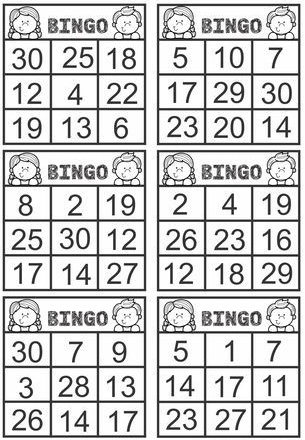 BINGO
30 25 18
12 4 22
19 13 6
BINGO
5 10 7
17 29 30
23 20 14
BINGO
8 2 19
25 30 12
17 14 27
BINGO
2 4 19
26 23 16
12 18 29
BINGO
30 7 9
3 28 13
26 14 17
BINGO
5 1 7
14 17 11
23 27 21